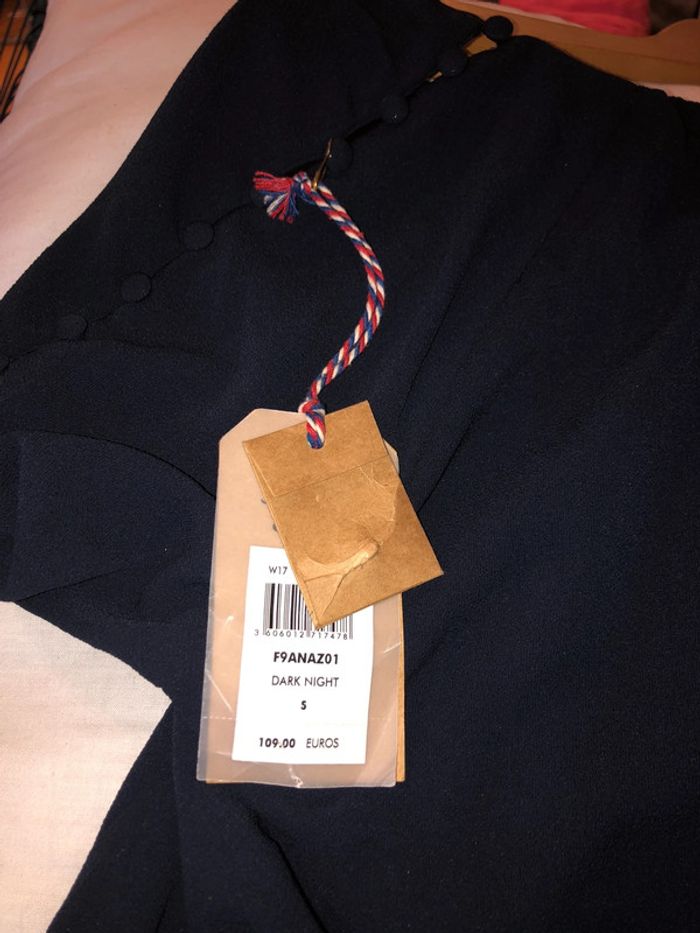 W17
3 606012 717478
F9ANAZ01
DARK NIGHT
S
109.00 EUROS